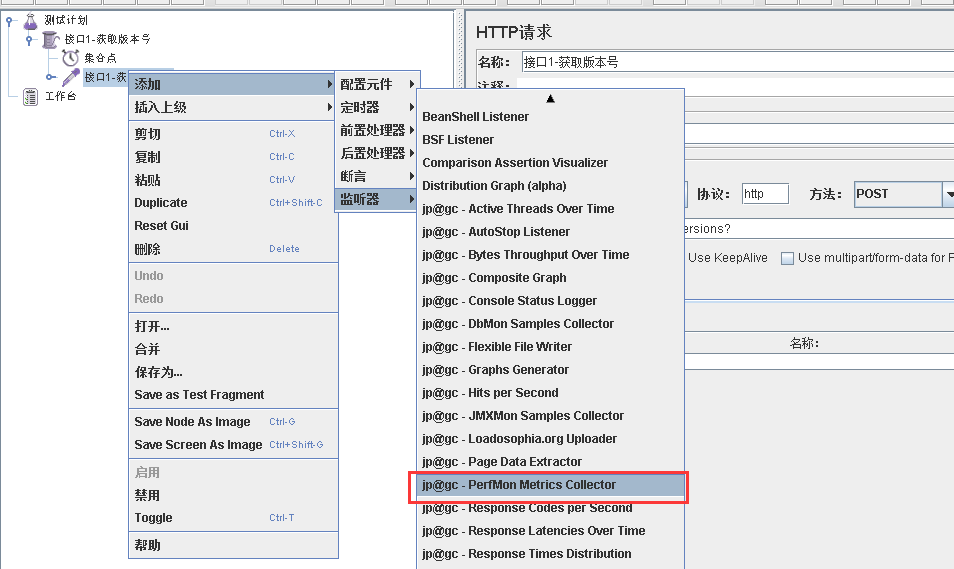 测试计划
接口1-获取版本号
集合点
接口1-获
工作台
添加
插入上级
剪切 Ctrl-X
复制 Ctrl-C
粘贴 Ctrl-V
Duplicate Ctrl+Shift-C
Reset Gui
删除 Delete
Undo
Redo
打开...
合并
保存为...
Save as Test Fragment
Save Node As Image Ctrl-G
Save Screen As Image Ctrl+Shift-G
启用
禁用
Toggle Ctrl-T
帮助
配置元件
定时器
前置处理器
后置处理器
断言
监听器
BeanShell Listener
BSF Listener
Comparison Assertion Visualizer
Distribution Graph (alpha)
jp@gc - Active Threads Over Time
jp@gc - AutoStop Listener
jp@gc - Bytes Throughput Over Time
jp@gc - Composite Graph
jp@gc - Console Status Logger
jp@gc - DbMon Samples Collector
jp@gc - Flexible File Writer
jp@gc - Graphs Generator
jp@gc - Hits per Second
jp@gc - JMXMon Samples Collector
jp@gc - Loadosophia.org Uploader
jp@gc - Page Data Extractor
jp@gc - PerfMon Metrics Collector
jp@gc - Response Codes per Second
jp@gc - Response Latencies Over Time
jp@gc - Response Times Distribution
HTTP请求
名称： 接口1-获取版本号
注释：
协议： http 方法： POST
ersions?
Use KeepAlive Use multipart/form-data for
名称：